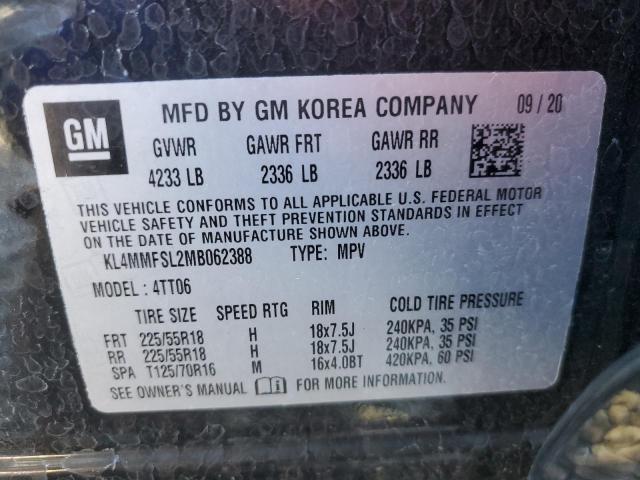 GM
MFD BY GM KOREA COMPANY 09/20
GVWR GAWR FRT GAWR RR
4233 LB 2336 LB 2336 LB
THIS VEHICLE CONFORMS TO ALL APPLICABLE U.S. FEDERAL MOTOR
VEHICLE SAFETY AND THEFT PREVENTION STANDARDS IN EFFECT
ON THE DATE OF MANUFACTURE SHOWN ABOVE.
KL4MMFSL2MB062388 TYPE: MPV
MODEL: 4TT06
TIRE SIZE SPEED RTG RIM COLD TIRE PRESSURE
FRT 225/55R18 H 18x7.5J 240KPA, 35 PSI
RR 225/55R18 H 18x7.5J 240KPA, 35 PSI
SPA T125/70R16 M 16x4.0BT 420KPA, 60 PSI
SEE OWNER'S MANUAL FOR MORE INFORMATION.